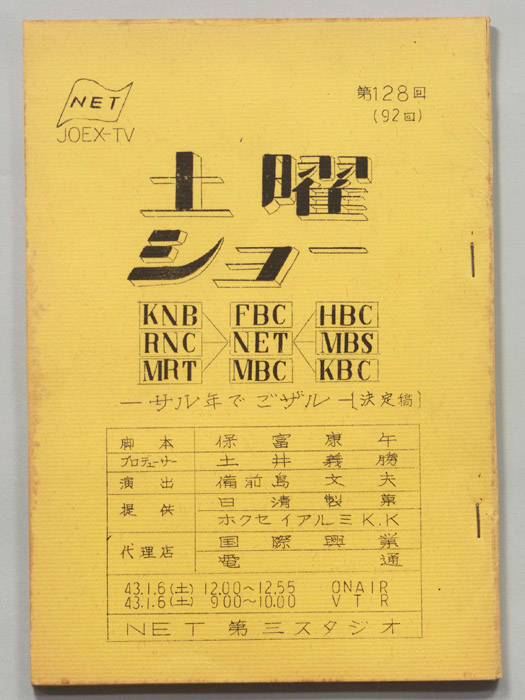 NET
JOEX-TV
第128回
(92回)
土曜
ショー
KNB FBC HBC
RNC NET MBS
MRT MBC KBC
ーサル年でござルー〔決定稿〕
脚本 保富康午
プロデューサー 土井義勝
演出 備前島文夫
提供 日清製菓
ホクセイアルミK.K
代理店 国際興業
電通
43.1.6(土) 12.00〜12.55 ONAIR
43.1.6(土) 9.00〜10.00 VTR
NET 第三スタジオ